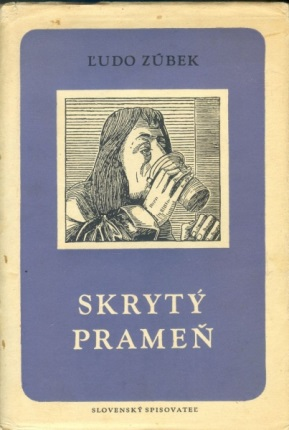 ĽUDO ZÚBEK
SKRYTÝ
PRAMEŇ
SLOVENSKÝ SPISOVATEĽ